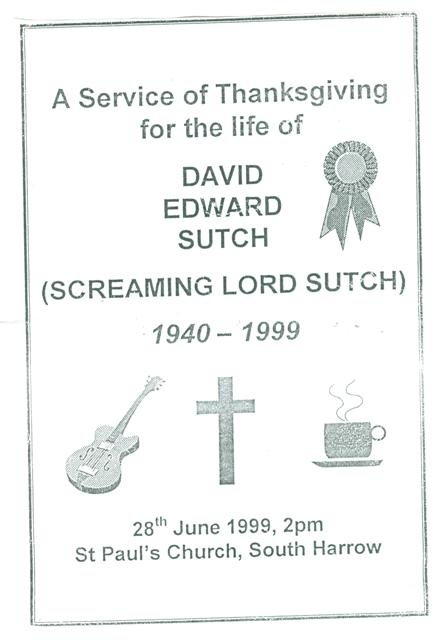 A Service of Thanksgiving
for the life of
DAVID
EDWARD
SUTCH
(SCREAMING LORD SUTCH)
1940 – 1999
28th June 1999, 2pm
St Paul's Church, South Harrow